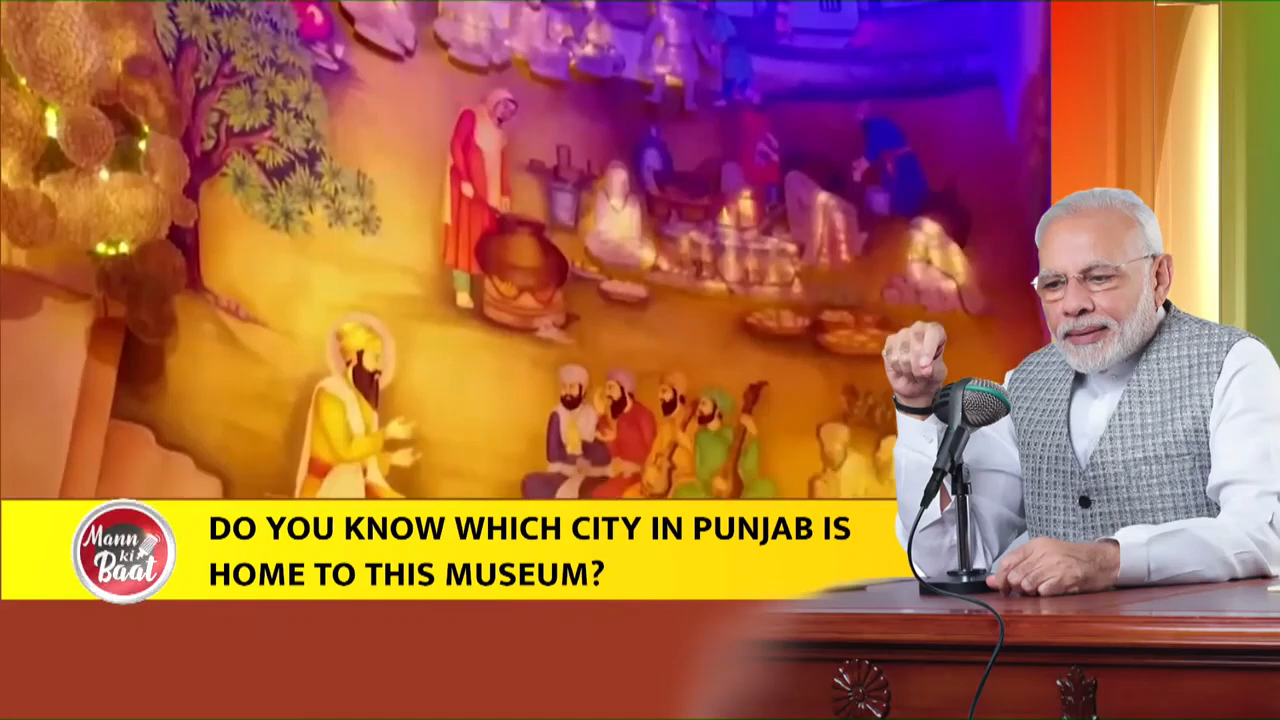 DO YOU KNOW WHICH CITY IN PUNJAB IS
HOME TO THIS MUSEUM?
Mann
ki
Baat